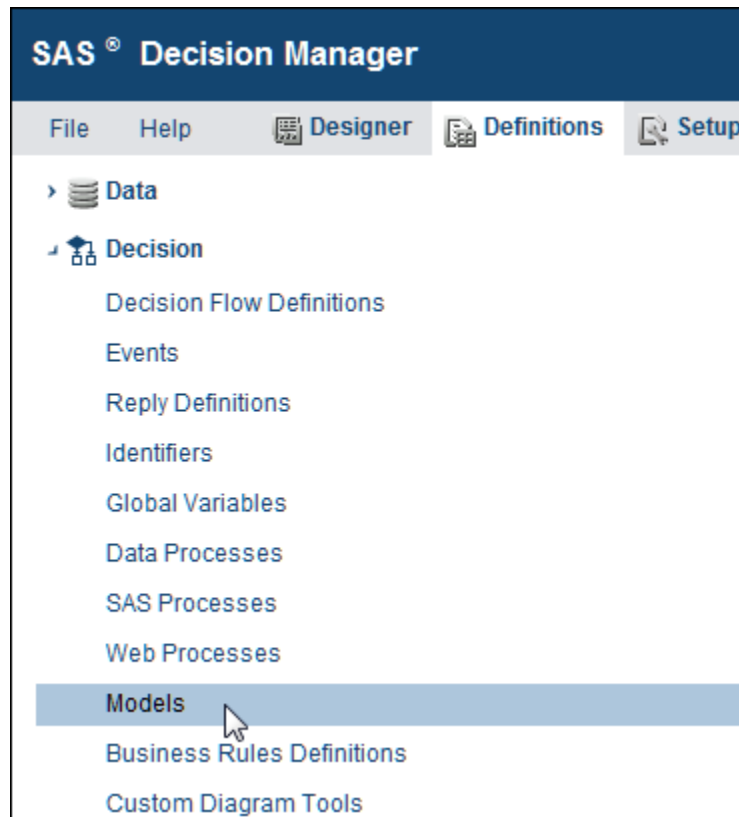 SAS ® Decision Manager
File Help Designer Definitions Setup
Data
Decision
Decision Flow Definitions
Events
Reply Definitions
Identifiers
Global Variables
Data Processes
SAS Processes
Web Processes
Models
Business Rules Definitions
Custom Diagram Tools